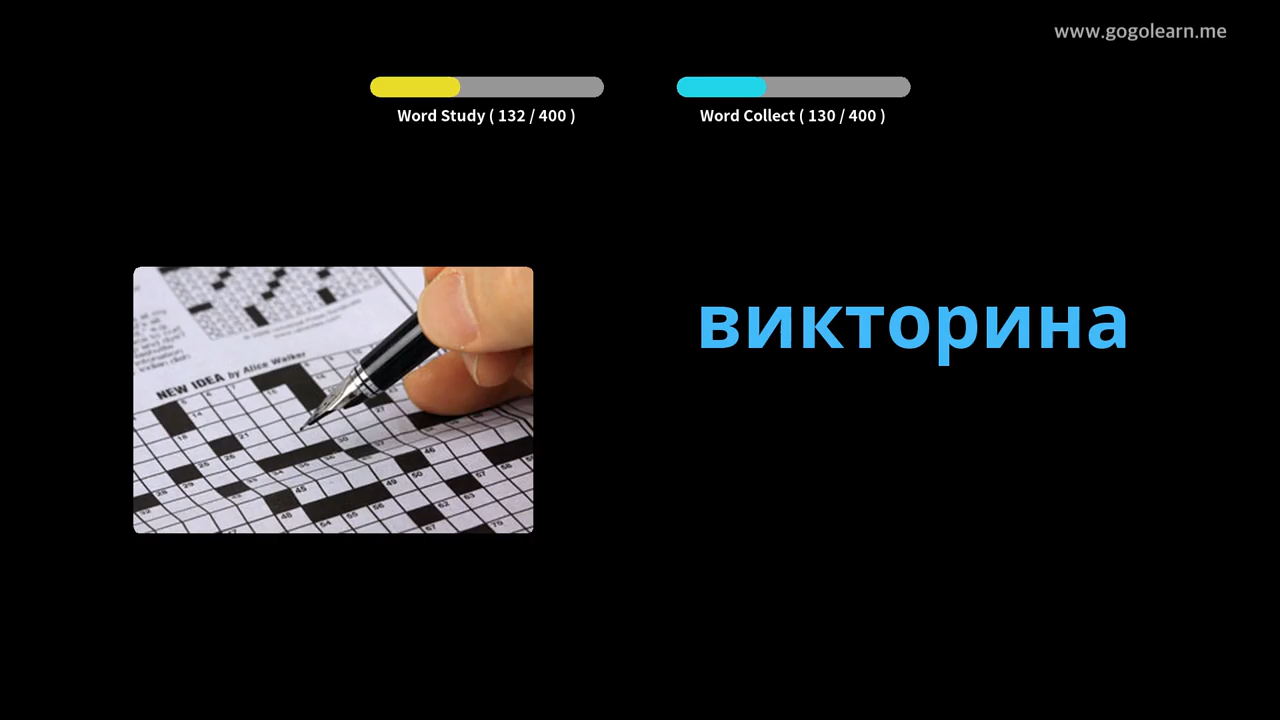 www.gogolearn.me
Word Study ( 132 / 400 )
Word Collect ( 130 / 400 )
викторина
NEW IDEA by Alice Walker